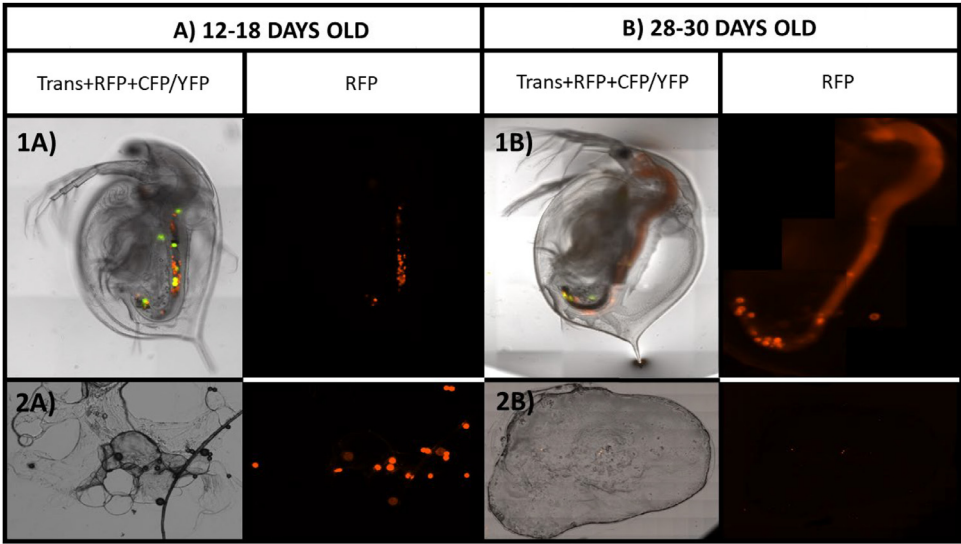 A) 12-18 DAYS OLD
B) 28-30 DAYS OLD
Trans+RFP+CFP/YFP
RFP
Trans+RFP+CFP/YFP
RFP
1A)
1B)
2A)
2B)